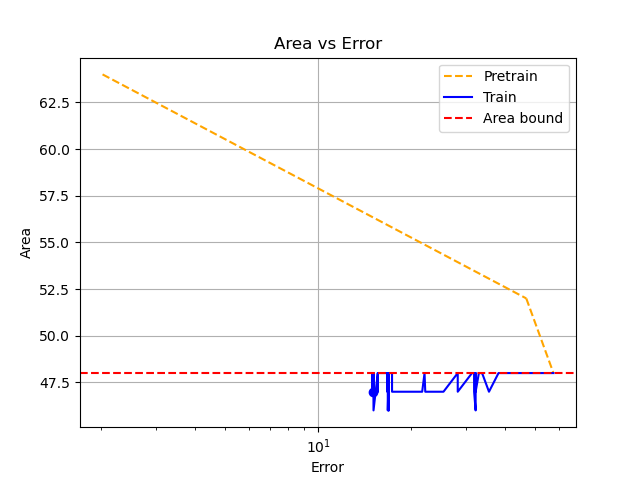 Area vs Error
Pretrain
Train
Area bound
62.5
60.0
57.5
55.0
52.5
50.0
47.5
Area
10¹
Error